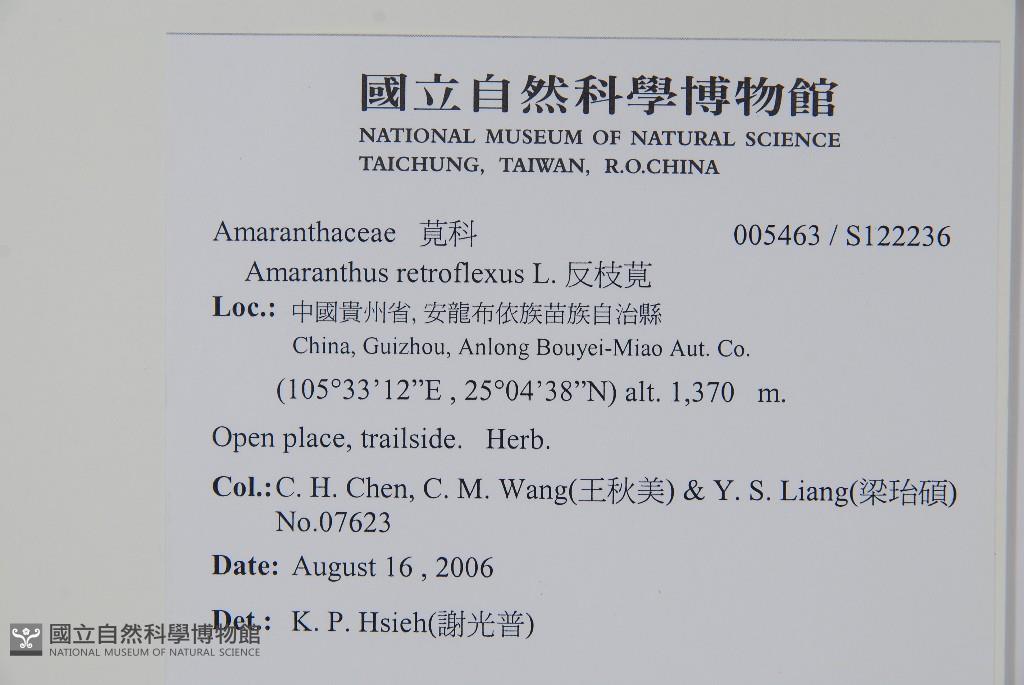 國立自然科學博物館
NATIONAL MUSEUM OF NATURAL SCIENCE
TAICHUNG, TAIWAN, R.O.CHINA
Amaranthaceae 莧科 005463 / S122236
Amaranthus retroflexus L. 反枝莧
Loc.: 中國貴州省, 安龍布依族苗族自治縣
China, Guizhou, Anlong Bouyei-Miao Aut. Co.
(105°33’12”E , 25°04’38”N) alt. 1,370 m.
Open place, trailside. Herb.
Col.: C. H. Chen, C. M. Wang(王秋美) & Y. S. Liang(梁珆碩)
No.07623
Date: August 16 , 2006
Det.: K. P. Hsieh(謝光普)
國立自然科學博物館
NATIONAL MUSEUM OF NATURAL SCIENCE